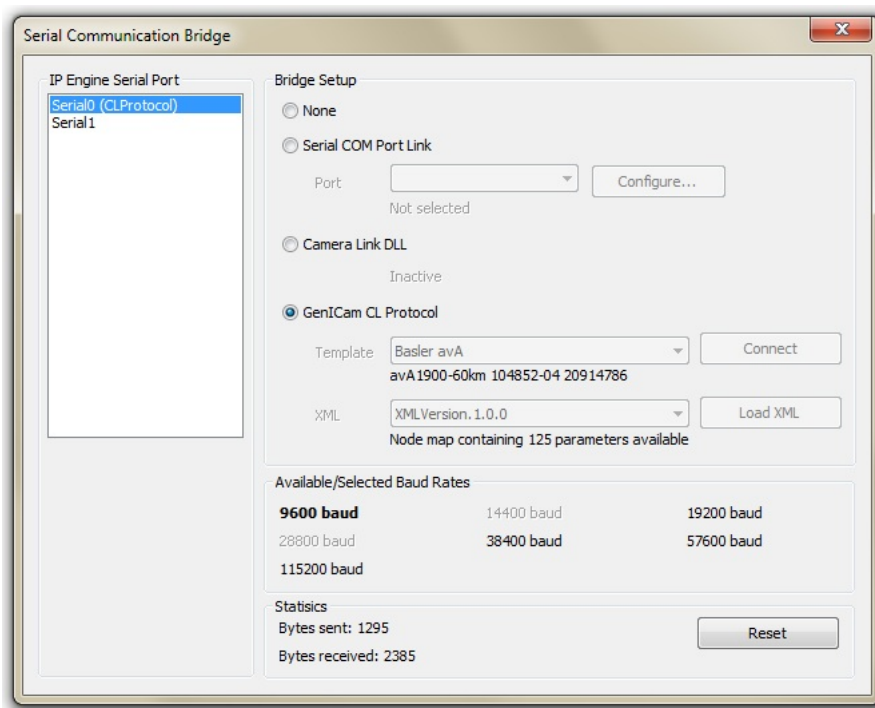 Serial Communication Bridge
IP Engine Serial Port
Serial0 (CLProtocol)
Serial1
Bridge Setup
None
Serial COM Port Link
Port
Configure...
Not selected
Camera Link DLL
Inactive
GenICam CL Protocol
Template Basler avA Connect
avA1900-60km 104852-04 20914786
XML XMLVersion.1.0.0 Load XML
Node map containing 125 parameters available
Available/Selected Baud Rates
9600 baud 14400 baud 19200 baud
28800 baud 38400 baud 57600 baud
115200 baud
Statisics
Bytes sent: 1295
Reset
Bytes received: 2385